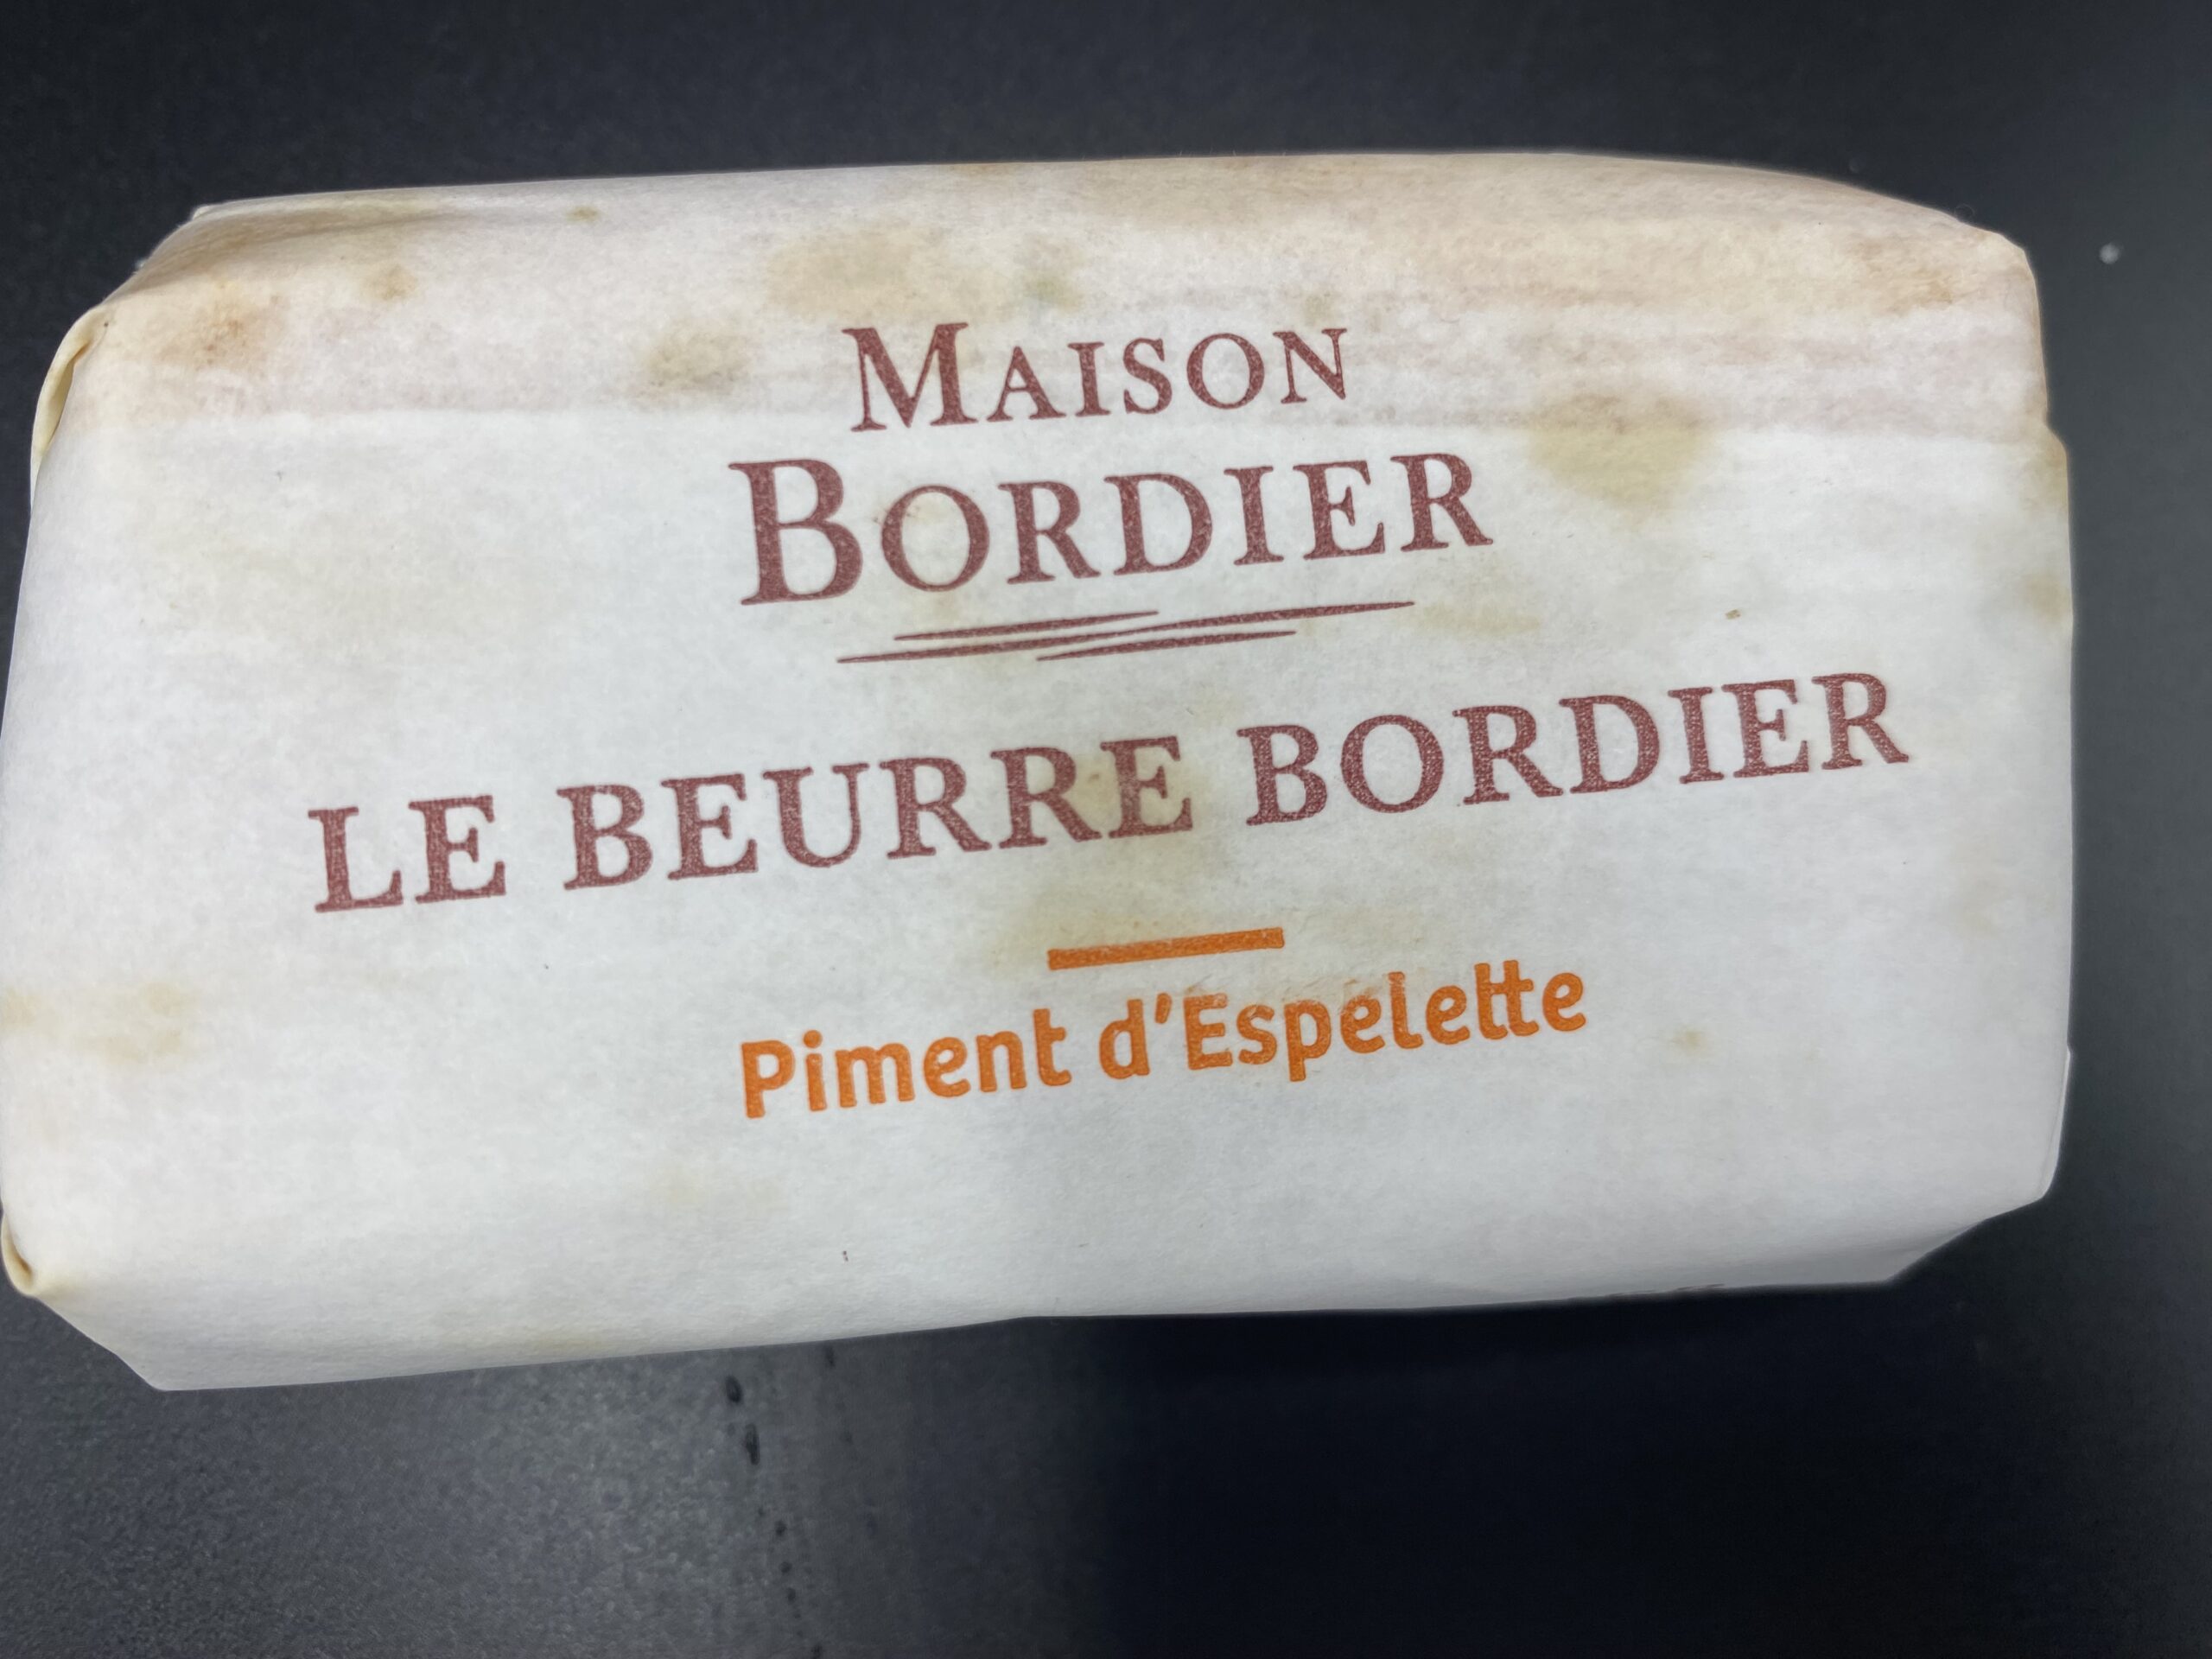 MAISON
BORDIER
LE BEURRE BORDIER
Piment d'Espelette